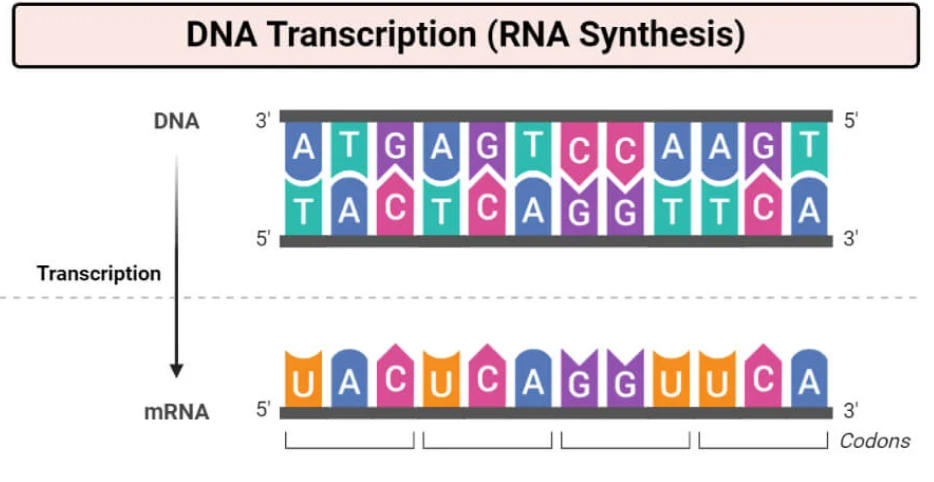 DNA Transcription (RNA Synthesis)
DNA 3' A T G A G T C C A A G T 5'
5' T A C T C A G G T T C A 3'
Transcription
mRNA 5' U A C U C A G G U U C A 3'
Codons